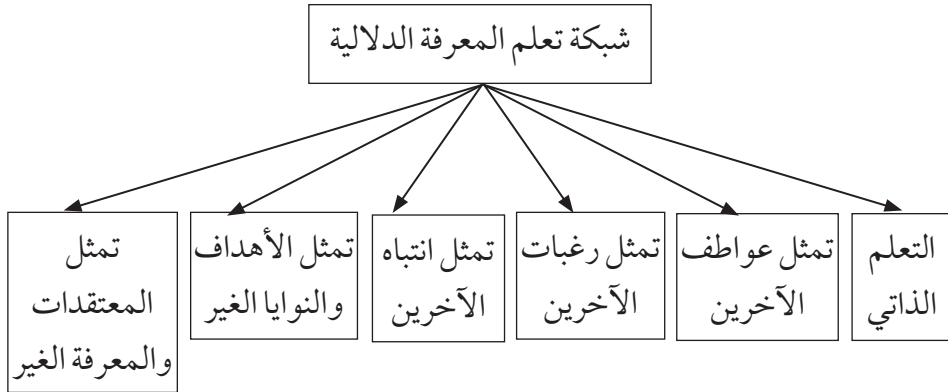 شبكة تعلم المعرفة الدلالية
التعلم
الذاتي
تمثل عواطف
الآخرين
تمثل رغبات
الآخرين
تمثل انتباه
الآخرين
تمثل الأهداف
والنوايا الغير
تمثل
المعتقدات
والمعرفة الغير